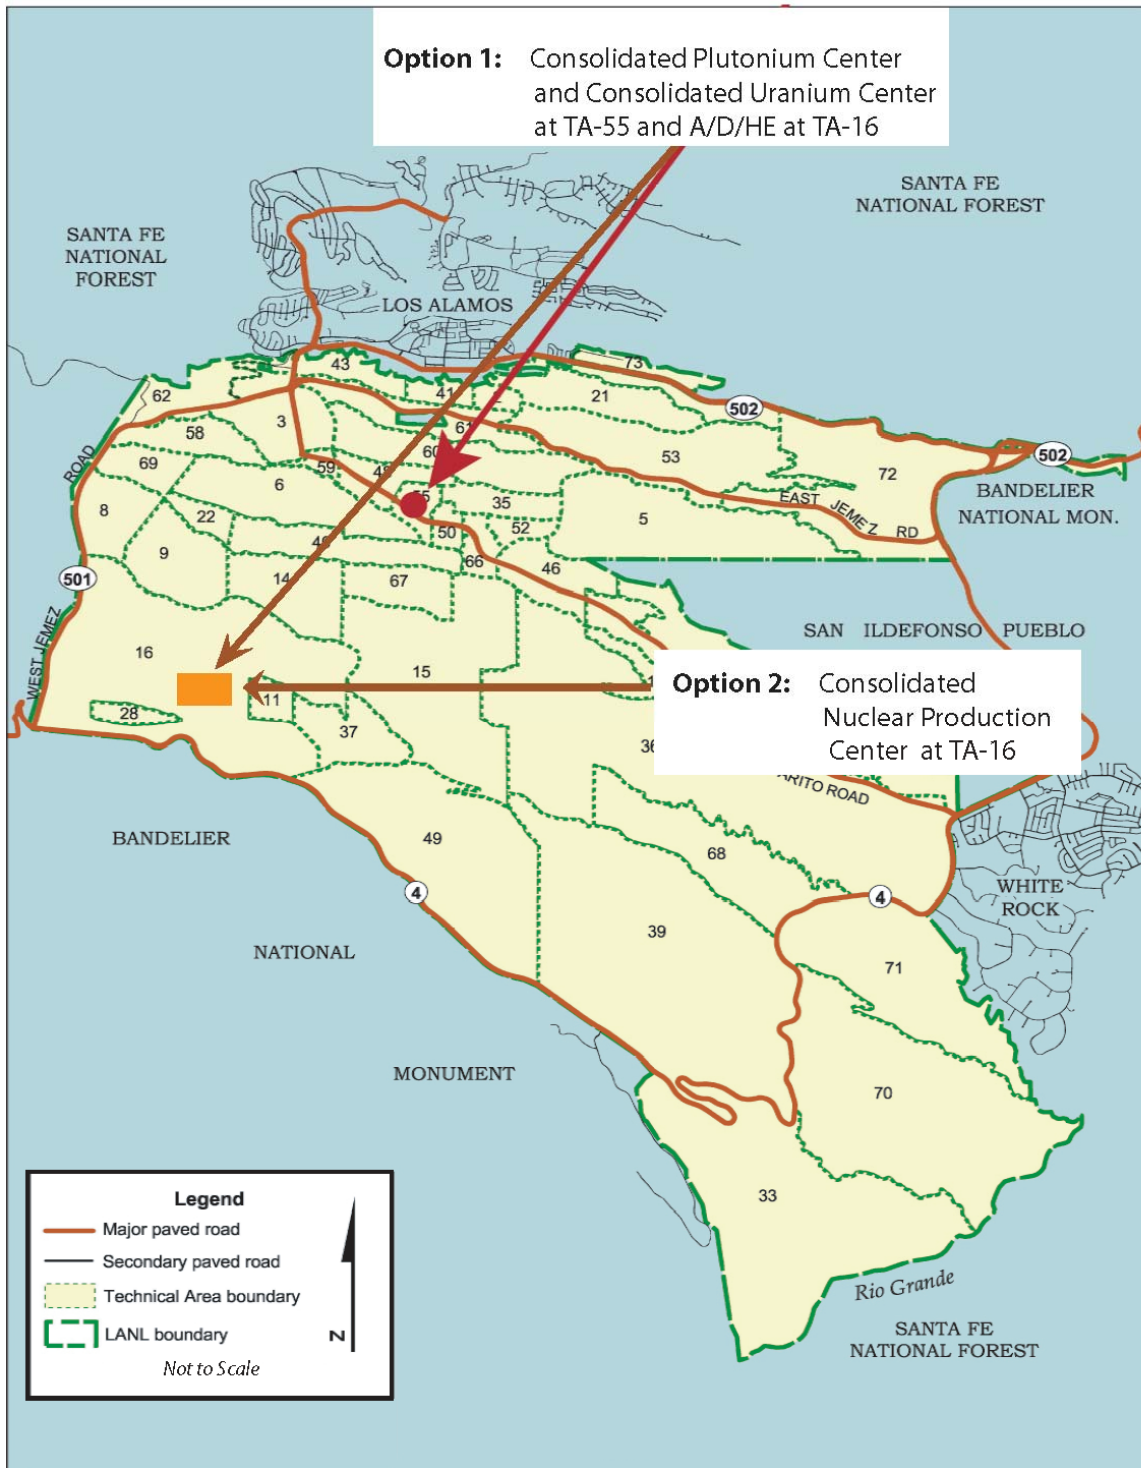 Option 1: Consolidated Plutonium Center
and Consolidated Uranium Center
at TA-55 and A/D/HE at TA-16
SANTA FE
NATIONAL FOREST
SANTA FE
NATIONAL
FOREST
LOS ALAMOS
43
73
62
41
21
502
3
58
61
60
53
502
69
59
48
72
6
BANDELIER
NATIONAL MON.
55
35
EAST JEMEZ RD
8
22
5
50
52
9
66
46
501
14
67
ROAD
WEST JEMEZ
SAN ILDEFONSO PUEBLO
16
15
11
28
37
36
Option 2: Consolidated
Nuclear Production
Center at TA-16
ARITO ROAD
BANDELIER
49
68
4
4
WHITE
ROCK
39
NATIONAL
71
MONUMENT
70
33
Legend
Major paved road
Secondary paved road
Technical Area boundary
LANL boundary
Not to Scale
N
Rio Grande
SANTA FE
NATIONAL FOREST